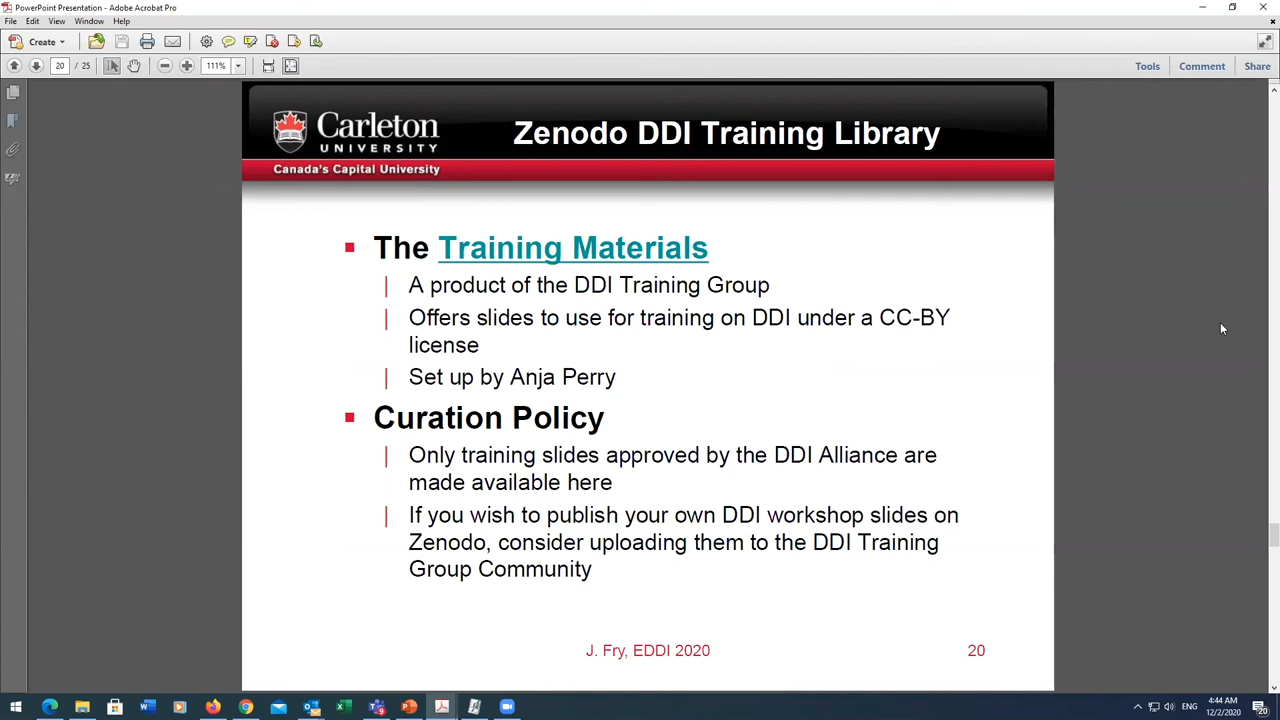 PowerPoint Presentation - Adobe Acrobat Pro
File Edit View Window Help
Create
20 / 25 111% Tools Comment Share
Carleton UNIVERSITY
Canada's Capital University
Zenodo DDI Training Library
The Training Materials
A product of the DDI Training Group
Offers slides to use for training on DDI under a CC-BY
license
Set up by Anja Perry
Curation Policy
Only training slides approved by the DDI Alliance are
made available here
If you wish to publish your own DDI workshop slides on
Zenodo, consider uploading them to the DDI Training
Group Community
J. Fry, EDDI 2020 20
ENG 4:44 AM
12/2/2020 20